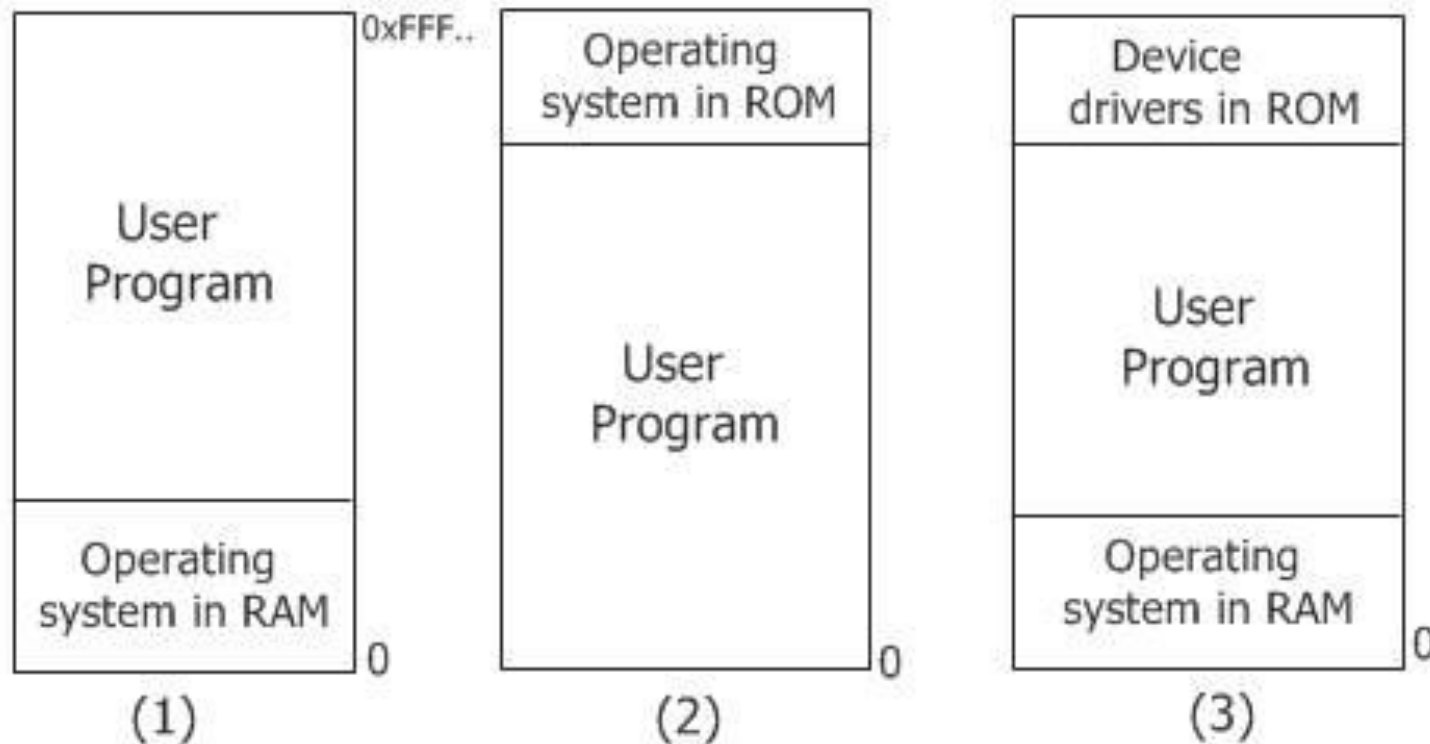 User
Program
Operating
system in RAM
0xFFF..
0
(1)
Operating
system in ROM
User
Program
0
(2)
Device
drivers in ROM
User
Program
Operating
system in RAM
0
(3)